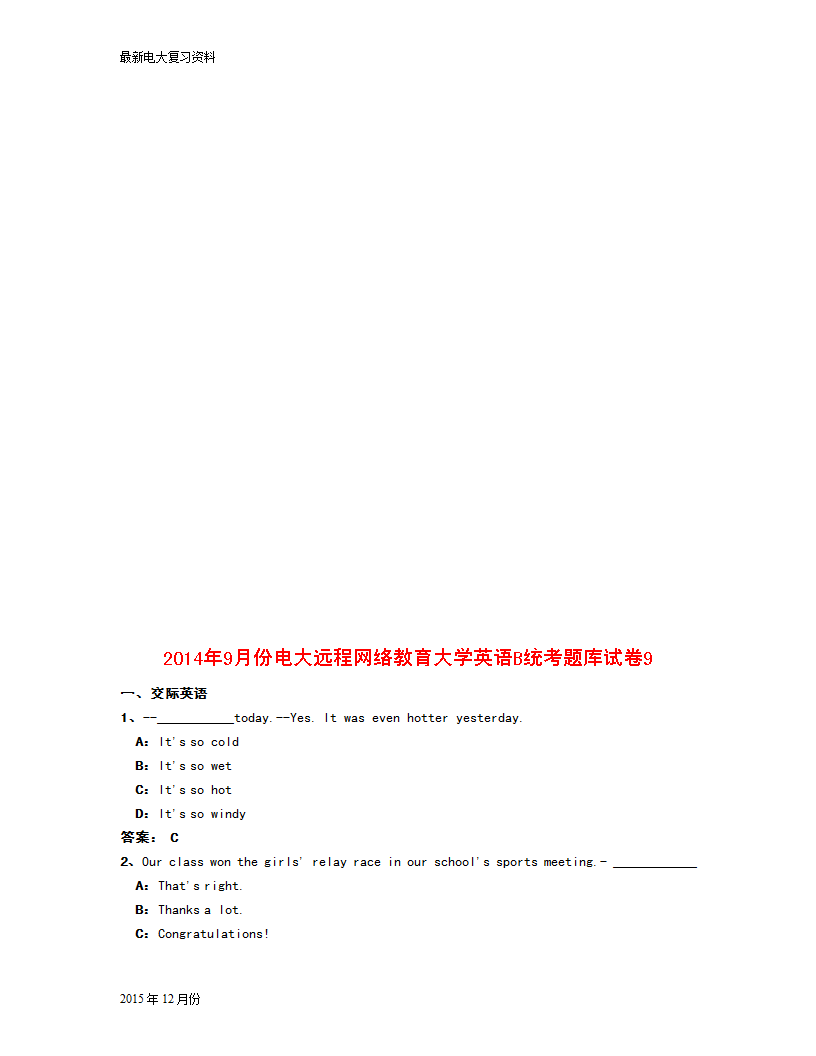 最新电大复习资料
2014年9月份电大远程网络教育大学英语B统考题库试卷9
一、交际英语
1、--___________today.--Yes. It was even hotter yesterday.
A：It's so cold
B：It's so wet
C：It's so hot
D：It's so windy
答案： C
2、Our class won the girls' relay race in our school's sports meeting.- ____________
A：That's right.
B：Thanks a lot.
C：Congratulations!
2015年12月份